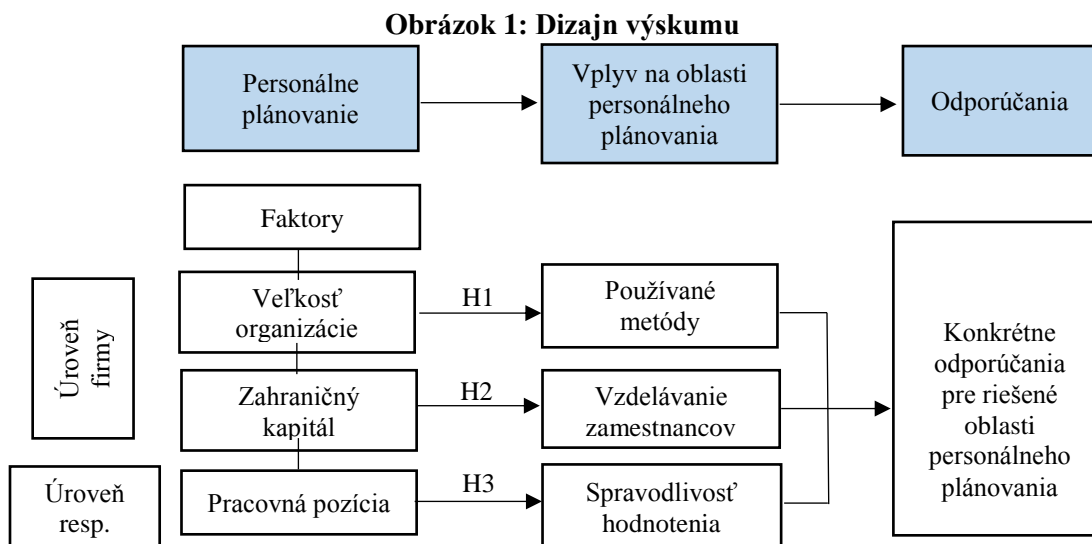 Obrázok 1: Dizajn výskumu
Personálne
plánovanie
Vplyv na oblasti
personálneho
plánovania
Odporúčania
Faktory
Úroveň
firmy
Veľkosť
organizácie
H1
Používané
metódy
Zahraničný
kapitál
H2
Vzdelávanie
zamestnancov
Úroveň
resp.
Pracovná pozícia
H3
Spravodlivosť
hodnotenia
Konkrétne
odporúčania
pre riešené
oblasti
personálneho
plánovania